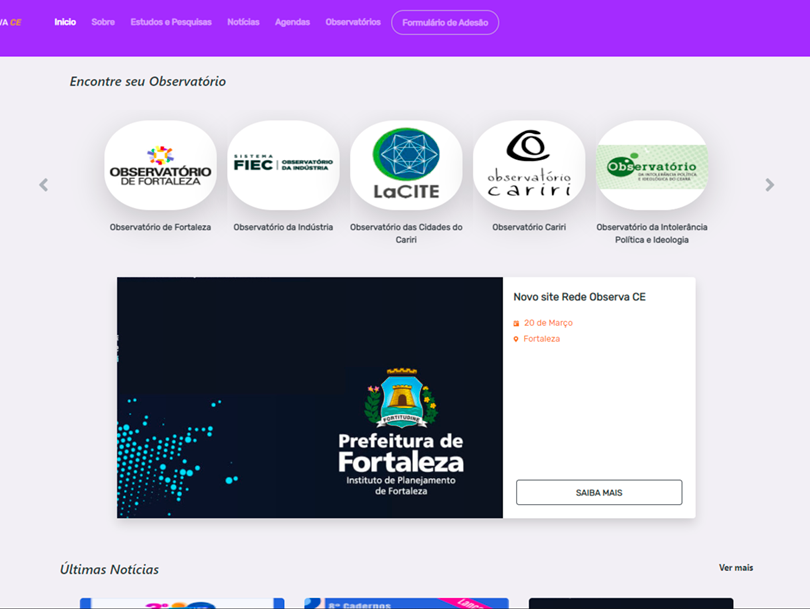 VA CE
Inicio
Sobre
Estudos e Pesquisas
Notícias
Agendas
Observatórios
Formulário de Adesão
Encontre seu Observatório
OBSERVATÓRIO
DE FORTALEZA
SISTEMA
FIEC
OBSERVATÓRIO
DA INDÚSTRIA
LaCITE
observatório
cariri
Observatório
DA INTOLERÂNCIA POLÍTICA
E IDEOLÓGICA DO CEARÁ
Observatório de Fortaleza
Observatório da Indústria
Observatório das Cidades do
Cariri
Observatório Cariri
Observatório da Intolerância
Política e Ideologia
FORTITUDINE
Prefeitura de
Fortaleza
Instituto de Planejamento
de Fortaleza
Novo site Rede Observa CE
20 de Março
Fortaleza
SAIBA MAIS
Últimas Notícias
Ver mais
8º Cadernos